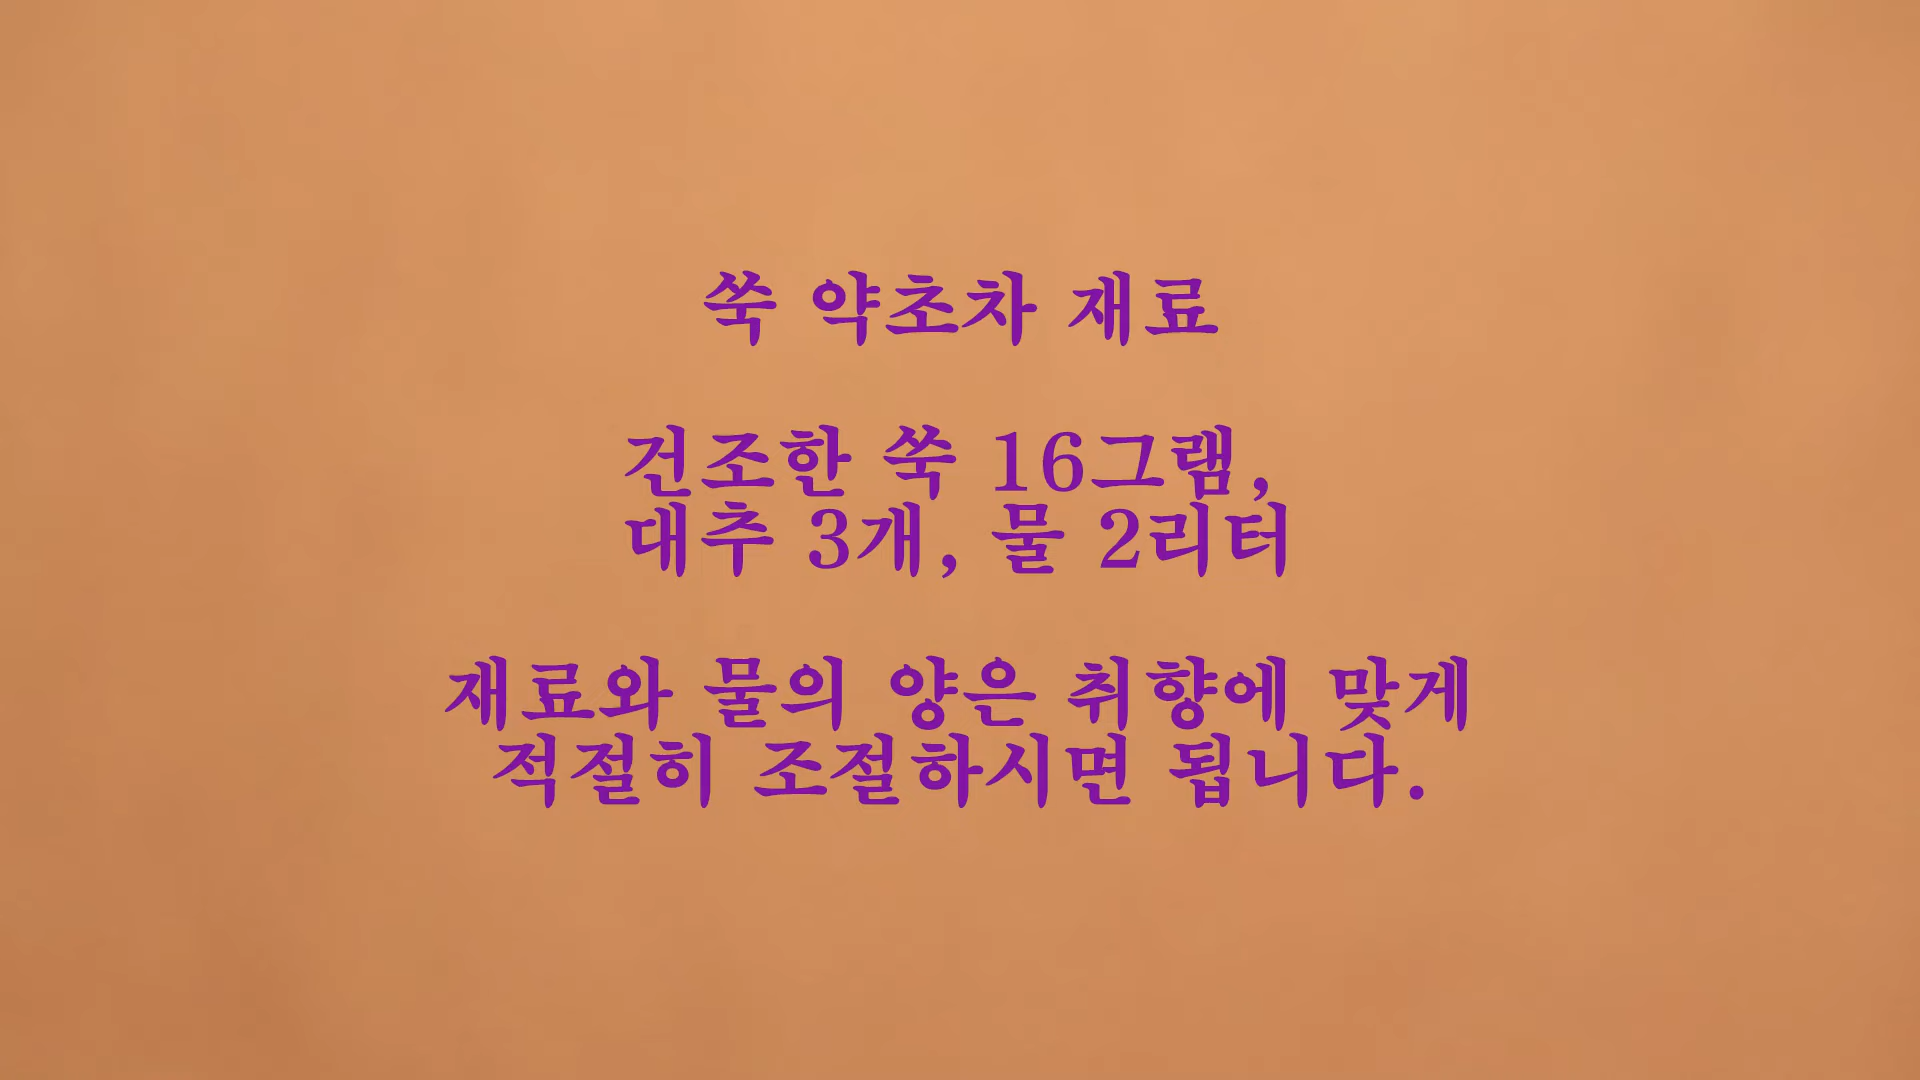 쑥 약초차 재료
건조한 쑥 16그램,
대추 3개, 물 2리터
재료와 물의 양은 취향에 맞게
적절히 조절하시면 됩니다.